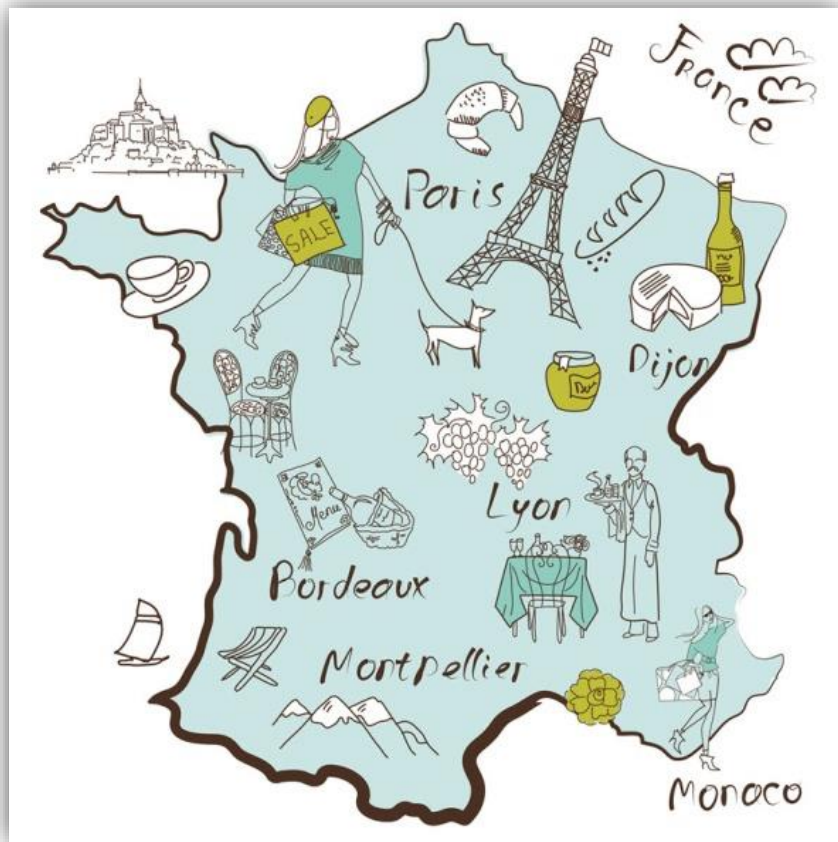 France
Paris
SALE
Dijon
Lyon
Menu
Bordeaux
Montpellier
Monaco